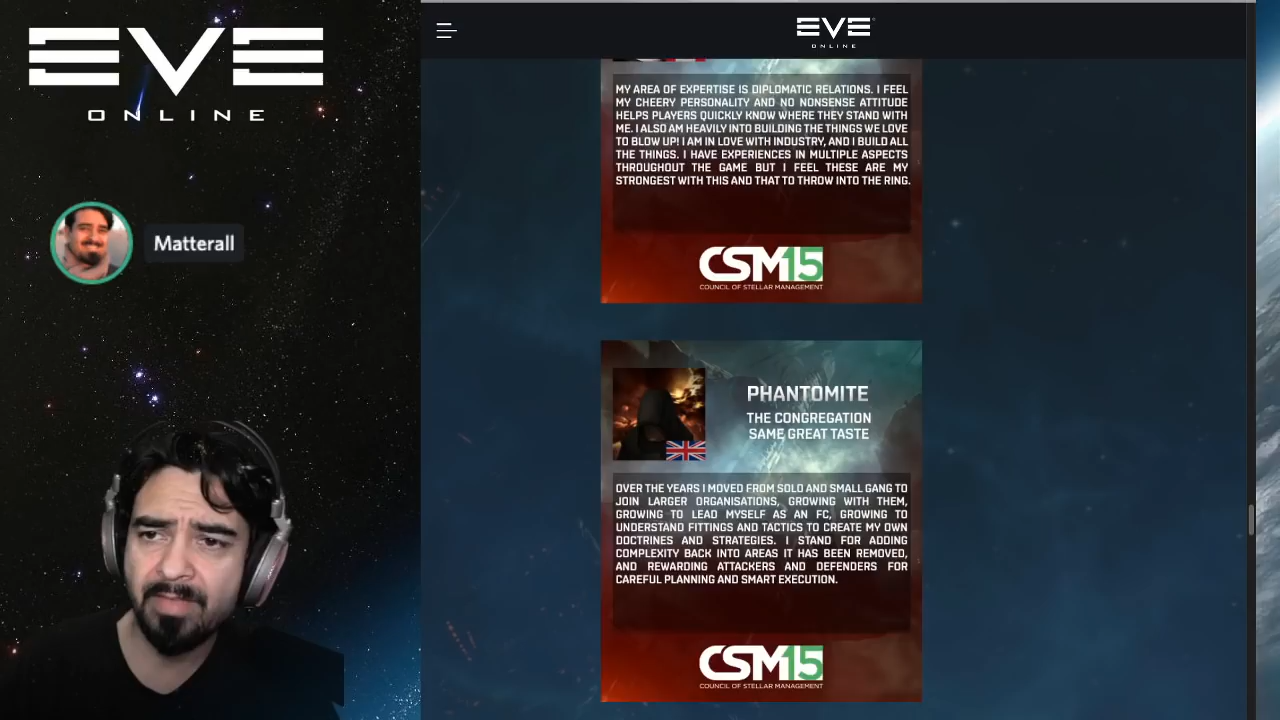 EVE
ONLINE
Matterall
EVE
ONLINE
MY AREA OF EXPERTISE IS DIPLOMATIC RELATIONS. I FEEL
MY CHEERY PERSONALITY AND NO NONSENSE ATTITUDE
HELPS PLAYERS QUICKLY KNOW WHERE THEY STAND WITH
ME. I ALSO AM HEAVILY INTO BUILDING THE THINGS WE LOVE
TO BLOW UP! I AM IN LOVE WITH INDUSTRY, AND I BUILD ALL
THE THINGS. I HAVE EXPERIENCES IN MULTIPLE ASPECTS
THROUGHOUT THE GAME BUT I FEEL THESE ARE MY
STRONGEST WITH THIS AND THAT TO THROW INTO THE RING.
CSM15
COUNCIL OF STELLAR MANAGEMENT
PHANTOMITE
THE CONGREGATION
SAME GREAT TASTE
OVER THE YEARS I MOVED FROM SOLO AND SMALL GANG TO
JOIN LARGER ORGANISATIONS, GROWING WITH THEM,
GROWING TO LEAD MYSELF AS AN FC, GROWING TO
UNDERSTAND FITTINGS AND TACTICS TO CREATE MY OWN
DOCTRINES AND STRATEGIES. I STAND FOR ADDING
COMPLEXITY BACK INTO AREAS IT HAS BEEN REMOVED,
AND REWARDING ATTACKERS AND DEFENDERS FOR
CAREFUL PLANNING AND SMART EXECUTION.
CSM15
COUNCIL OF STELLAR MANAGEMENT